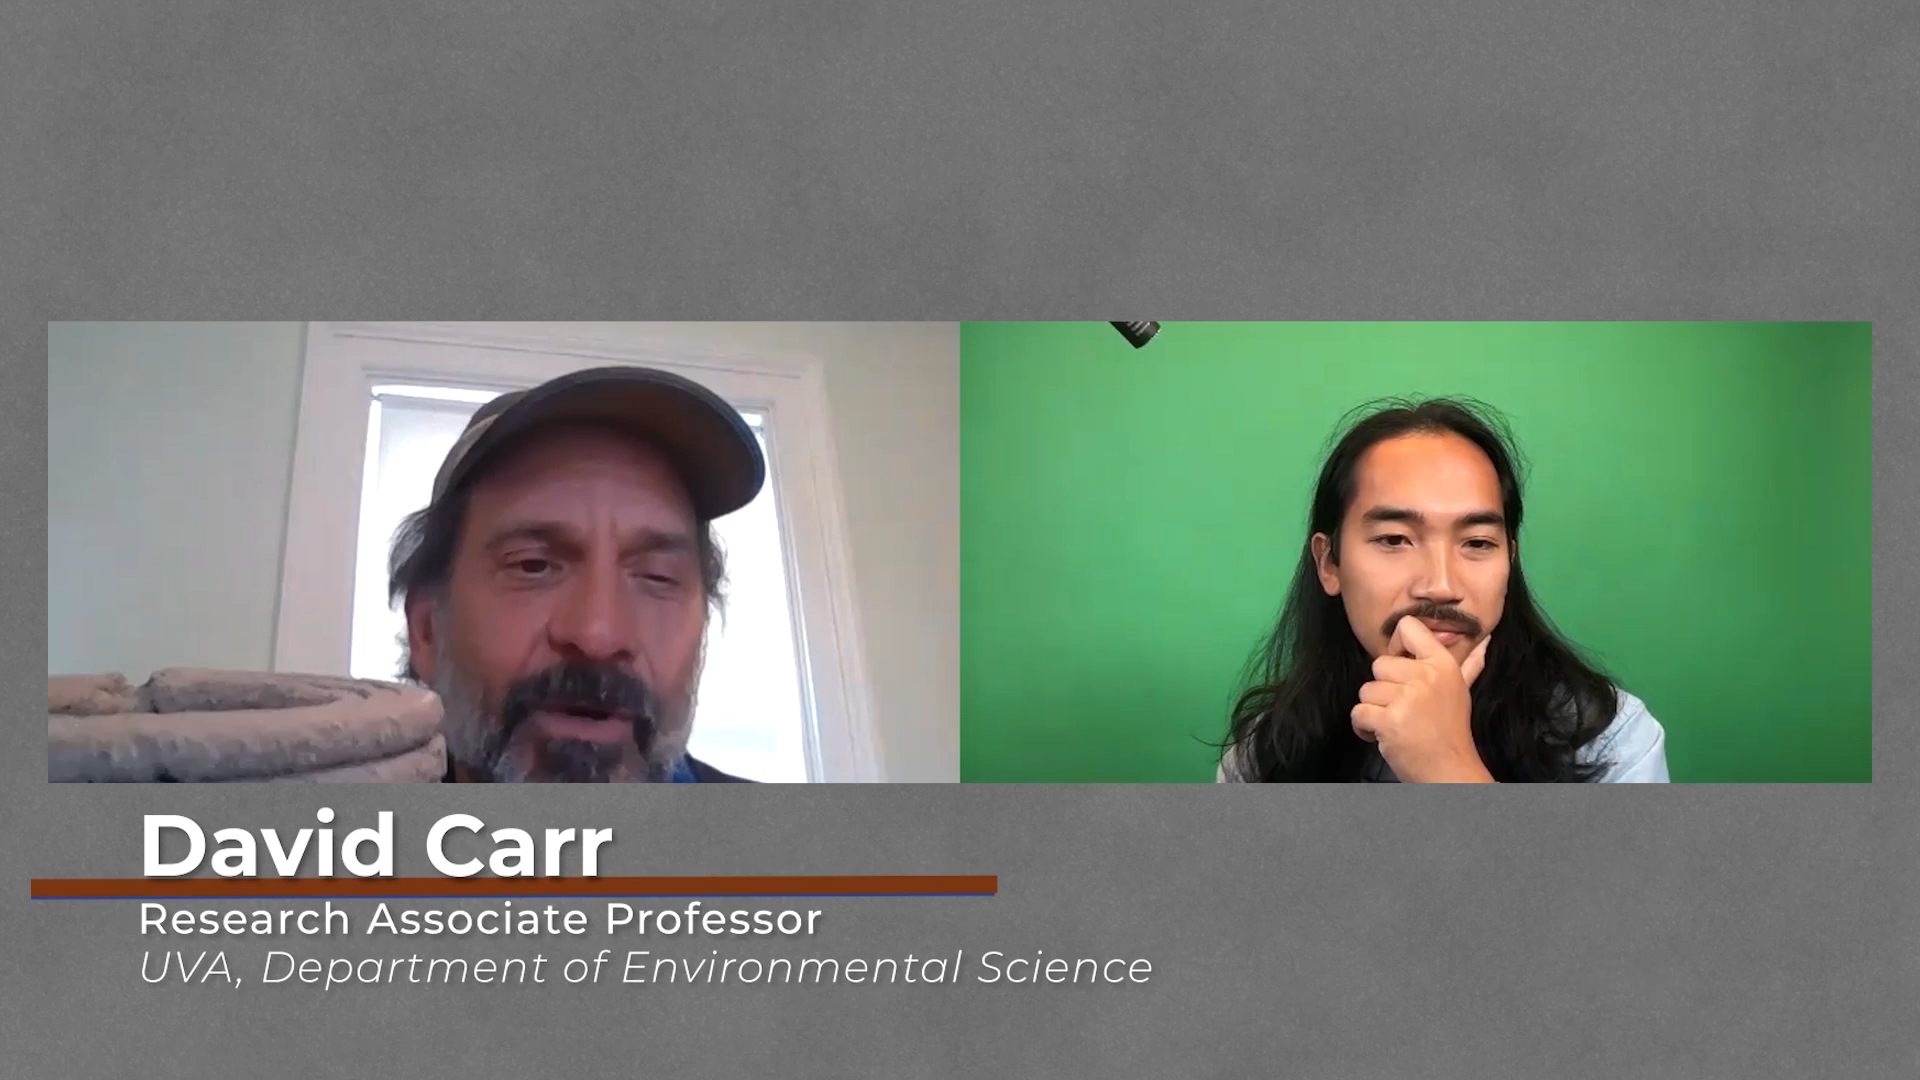 David Carr
Research Associate Professor
UVA, Department of Environmental Science